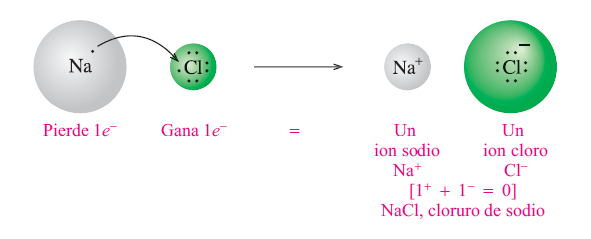 Na :Cl: Na⁺ :Cl:⁻
Pierde 1e⁻ Gana 1e⁻ = Un Un
ion sodio ion cloro
Na⁺ Cl⁻
[1⁺ + 1⁻ = 0]
NaCl, cloruro de sodio